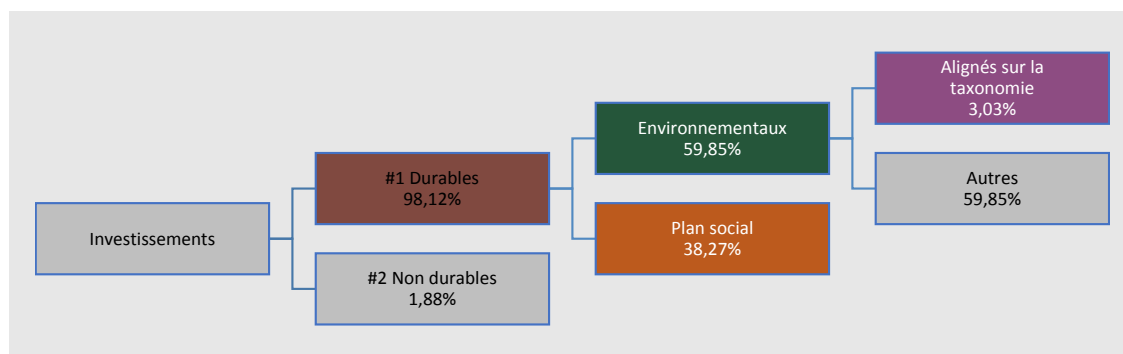 Investissements
#1 Durables
98,12%
#2 Non durables
1,88%
Environnementaux
59,85%
Plan social
38,27%
Alignés sur la
taxonomie
3,03%
Autres
59,85%